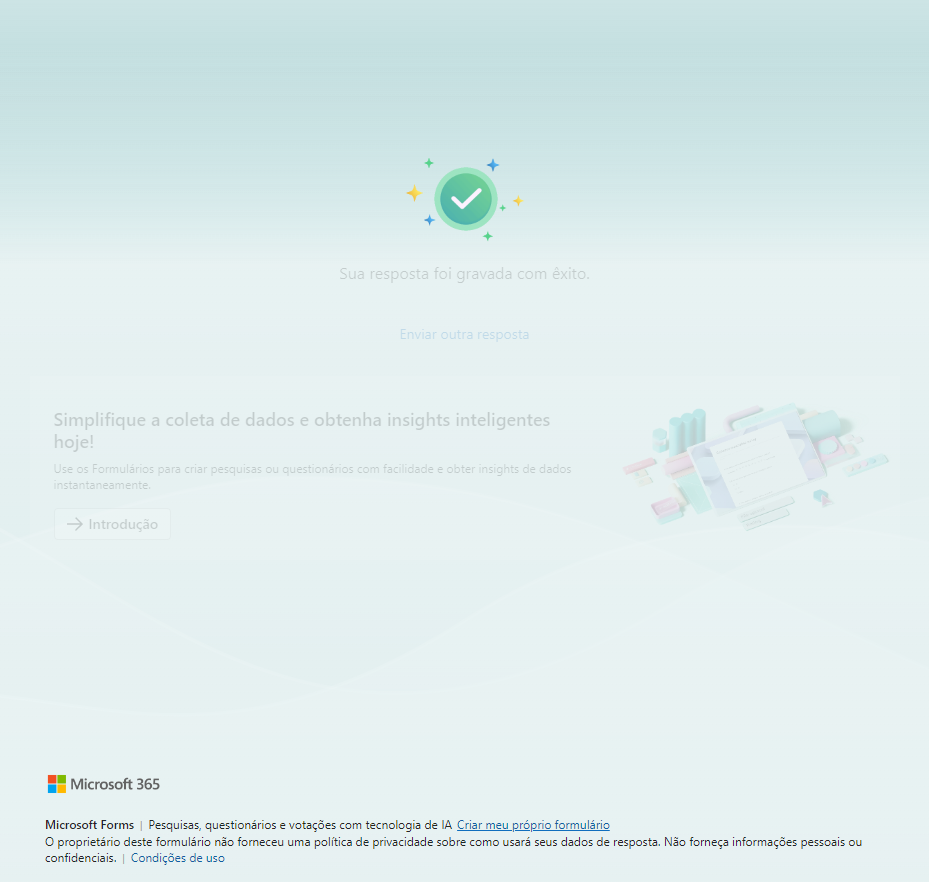 Sua resposta foi gravada com êxito.
Enviar outra resposta
Simplifique a coleta de dados e obtenha insights inteligentes
hoje!
Use os Formulários para criar pesquisas ou questionários com facilidade e obter insights de dados
instantaneamente.
Introdução
Microsoft 365
Microsoft Forms | Pesquisas, questionários e votações com tecnologia de IA Criar meu próprio formulário
O proprietário deste formulário não forneceu uma política de privacidade sobre como usará seus dados de resposta. Não forneça informações pessoais ou
confidenciais. | Condições de uso